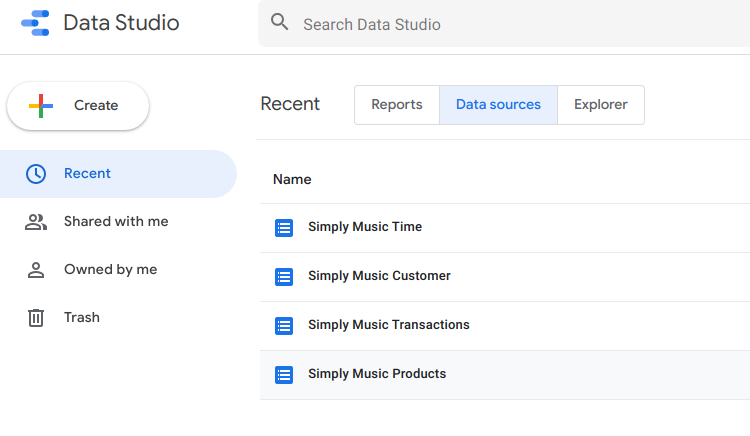 Data Studio
Search Data Studio
Create
Recent
Shared with me
Owned by me
Trash
Recent
Reports
Data sources
Explorer
Name
Simply Music Time
Simply Music Customer
Simply Music Transactions
Simply Music Products